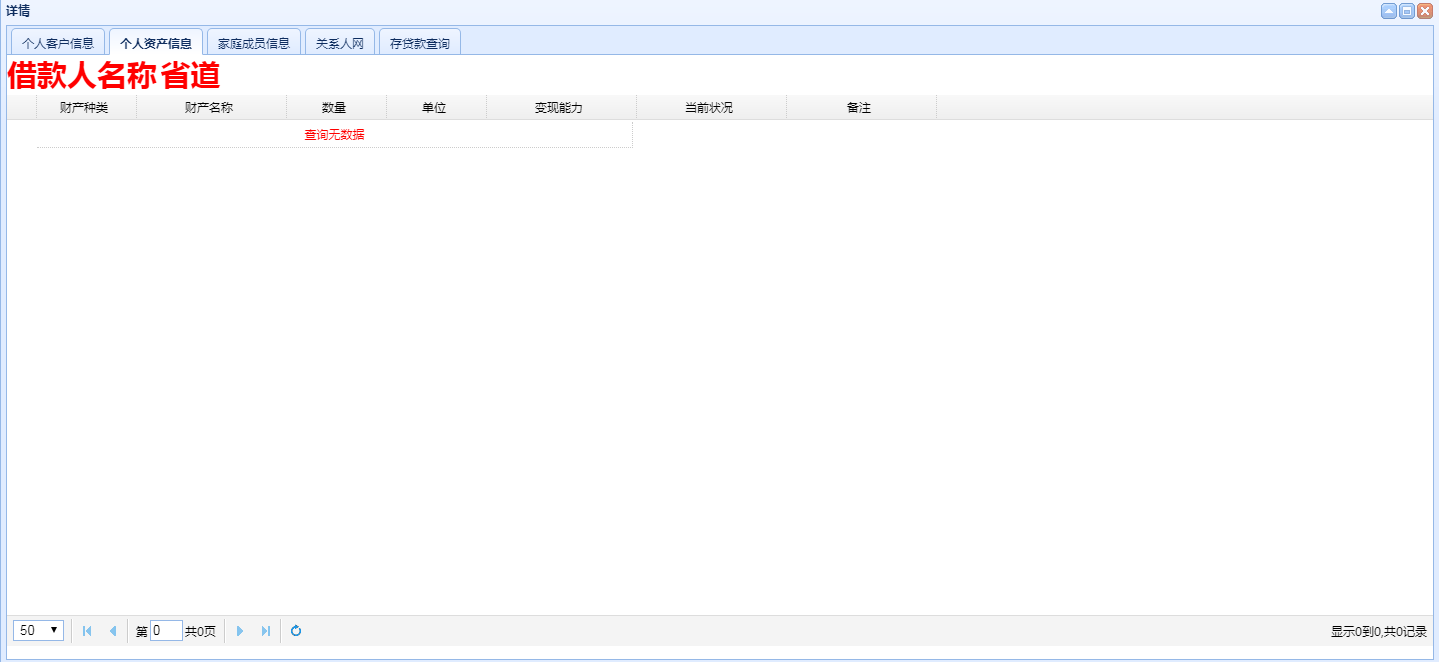 详情
个人客户信息 个人资产信息 家庭成员信息 关系人网 存贷款查询
借款人名称 省道
财产种类 财产名称 数量 单位 变现能力 当前状况 备注
查询无数据
50 第 0 共0页 显示0到0,共0记录